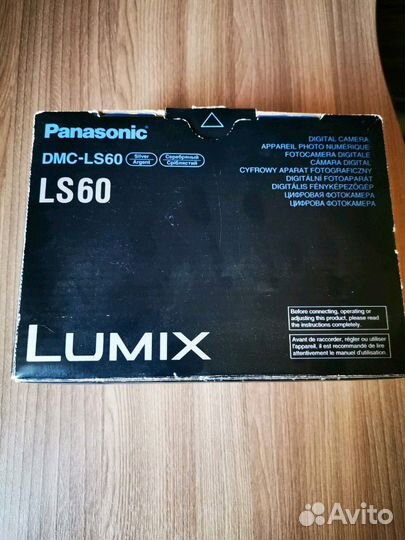 Panasonic
DMC-LS60 Silver Argent Серебряный Сріблястий
LS60
DIGITAL CAMERA
APPAREIL PHOTO NUMÉRIQUE
FOTOCAMERA DIGITALE
CÁMARA DIGITAL
CYFROWY APARAT FOTOGRAFICZNY
DIGITÁLNÍ FOTOAPARAT
DIGITÁLIS FÉNYKÉPEZŐGÉP
ЦИФРОВАЯ ФОТОКАМЕРА
ЦИФРОВА ФОТОКАМЕРА
Before connecting, operating or
adjusting this product, please read
the instructions completely.
Avant de raccorder, régler ou utiliser
l'appareil, il est recommandé de lire
attentivement le manuel d'utilisation.
LUMIX
Avito